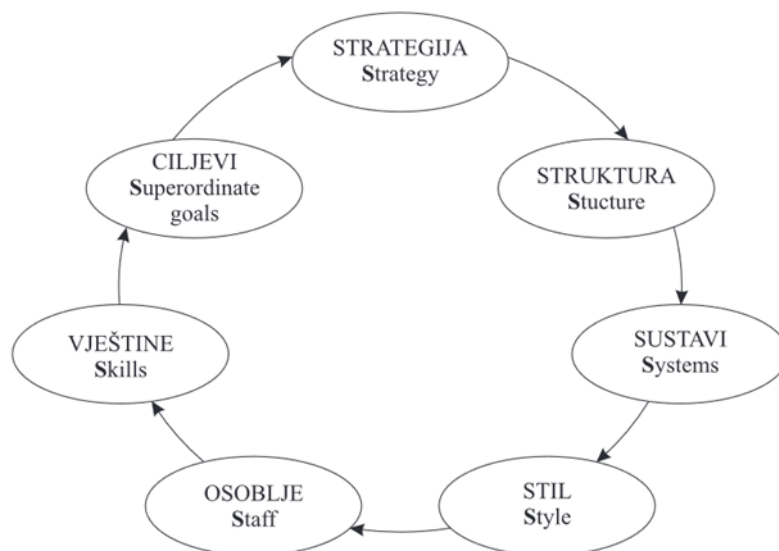 STRATEGIJA
Strategy
STRUKTURA
Stucture
SUSTAVI
Systems
STIL
Style
OSOBLJE
Staff
VJEŠTINE
Skills
CILJEVI
Superordinate
goals